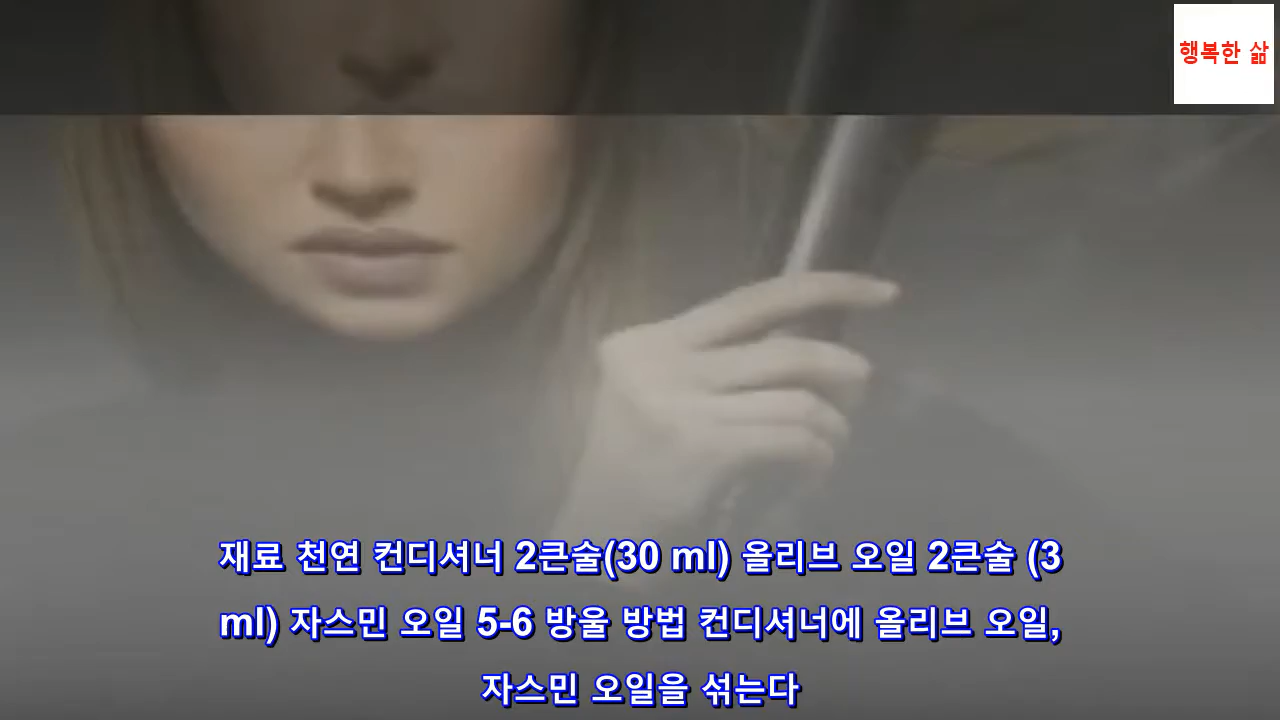 행복한 삶
재료 천연 컨디셔너 2큰술(30 ml) 올리브 오일 2큰술 (3
ml) 자스민 오일 5-6 방울 방법 컨디셔너에 올리브 오일,
자스민 오일을 섞는다